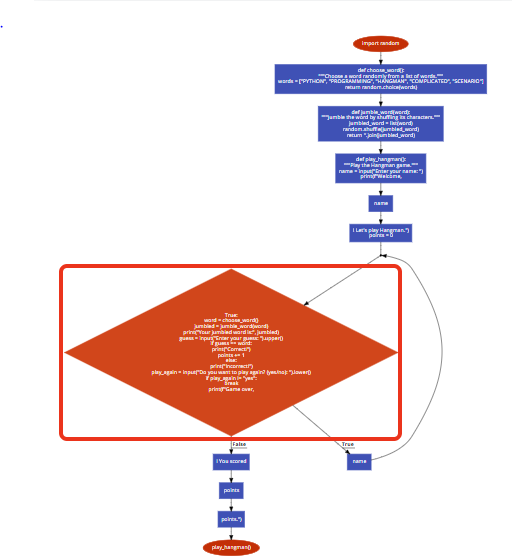 Import random
def choose_word():
"""Choose a word randomly from a list of words."""
words = ["PYTHON", "PROGRAMMING", "HANGMAN", "COMPLICATED", "SCENARIO"]
return random.choice(words)
def jumble_word(word):
"""Jumble the word by shuffling its characters."""
jumbled_word = list(word)
random.shuffle(jumbled_word)
return ''.join(jumbled_word)
def play_hangman():
"""Play the Hangman game."""
name = input("Enter your name: ")
print(f"Welcome,
name
! Let's play Hangman.")
points = 0
True:
word = choose_word()
jumbled = jumble_word(word)
print("Your jumbled word is:", jumbled)
guess = input("Enter your guess: ").upper()
if guess == word:
print("Correct!")
points += 1
else:
print("Incorrect!")
play_again = input("Do you want to play again? (yes/no): ").lower()
if play_again != "yes":
break
print(f"Game over,
False
True
! You scored
name
points
points.")
play_hangman()